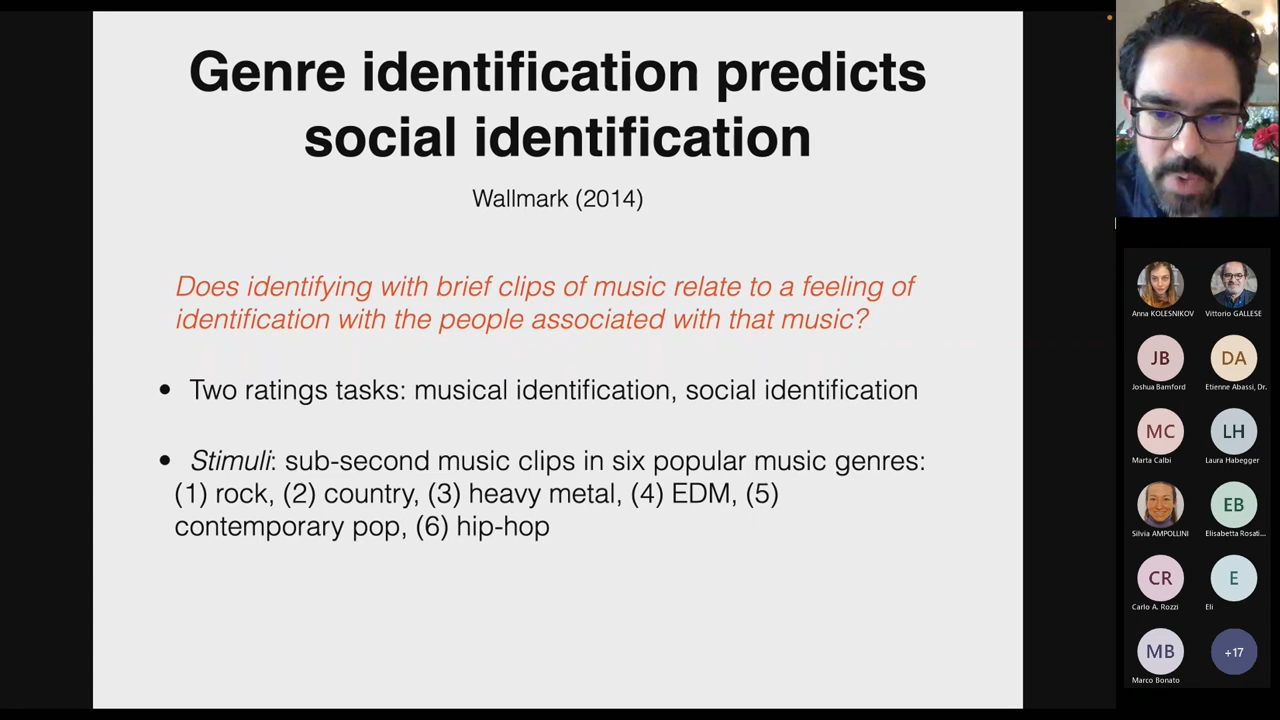 Genre identification predicts
social identification
Wallmark (2014)
Does identifying with brief clips of music relate to a feeling of
identification with the people associated with that music?
• Two ratings tasks: musical identification, social identification
• Stimuli: sub-second music clips in six popular music genres:
(1) rock, (2) country, (3) heavy metal, (4) EDM, (5)
contemporary pop, (6) hip-hop
Anna KOLESNIKOV
Vittorio GALLESE
JB
DA
Joshua Bamford
Etienne Abassi, Dr.
MC
LH
Marta Calbi
Laura Habegger
EB
Silvia AMPOLLINI
Elisabetta Rosati...
CR
E
Carlo A. Rozzi
Eli
MB
+17
Marco Bonato